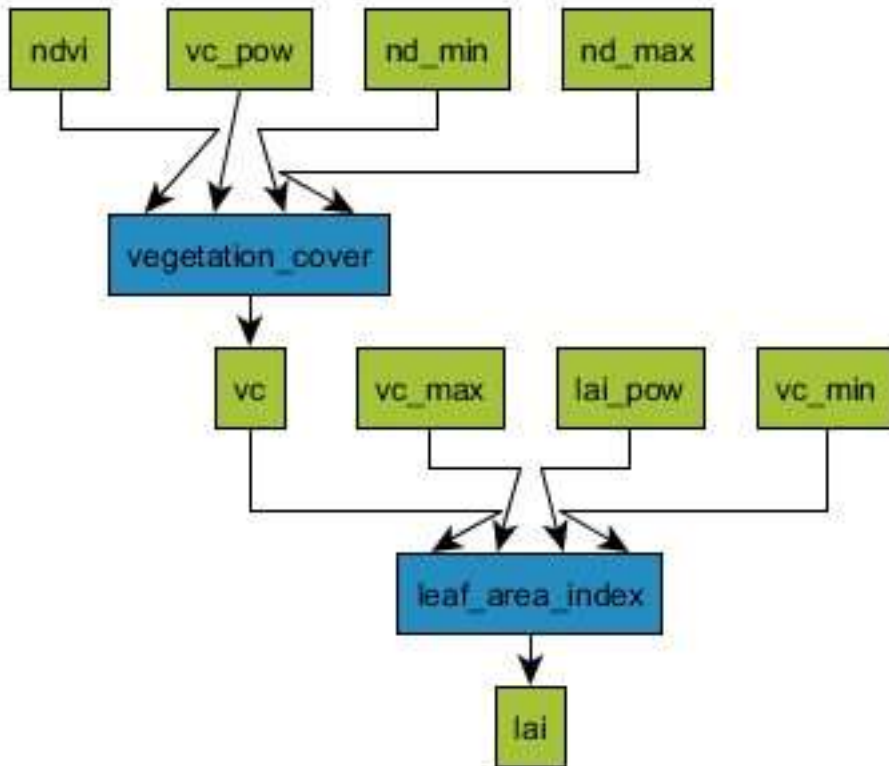 ndvi
vc_pow
nd_min
nd_max
vegetation_cover
vc
vc_max
lai_pow
vc_min
leaf_area_index
lai